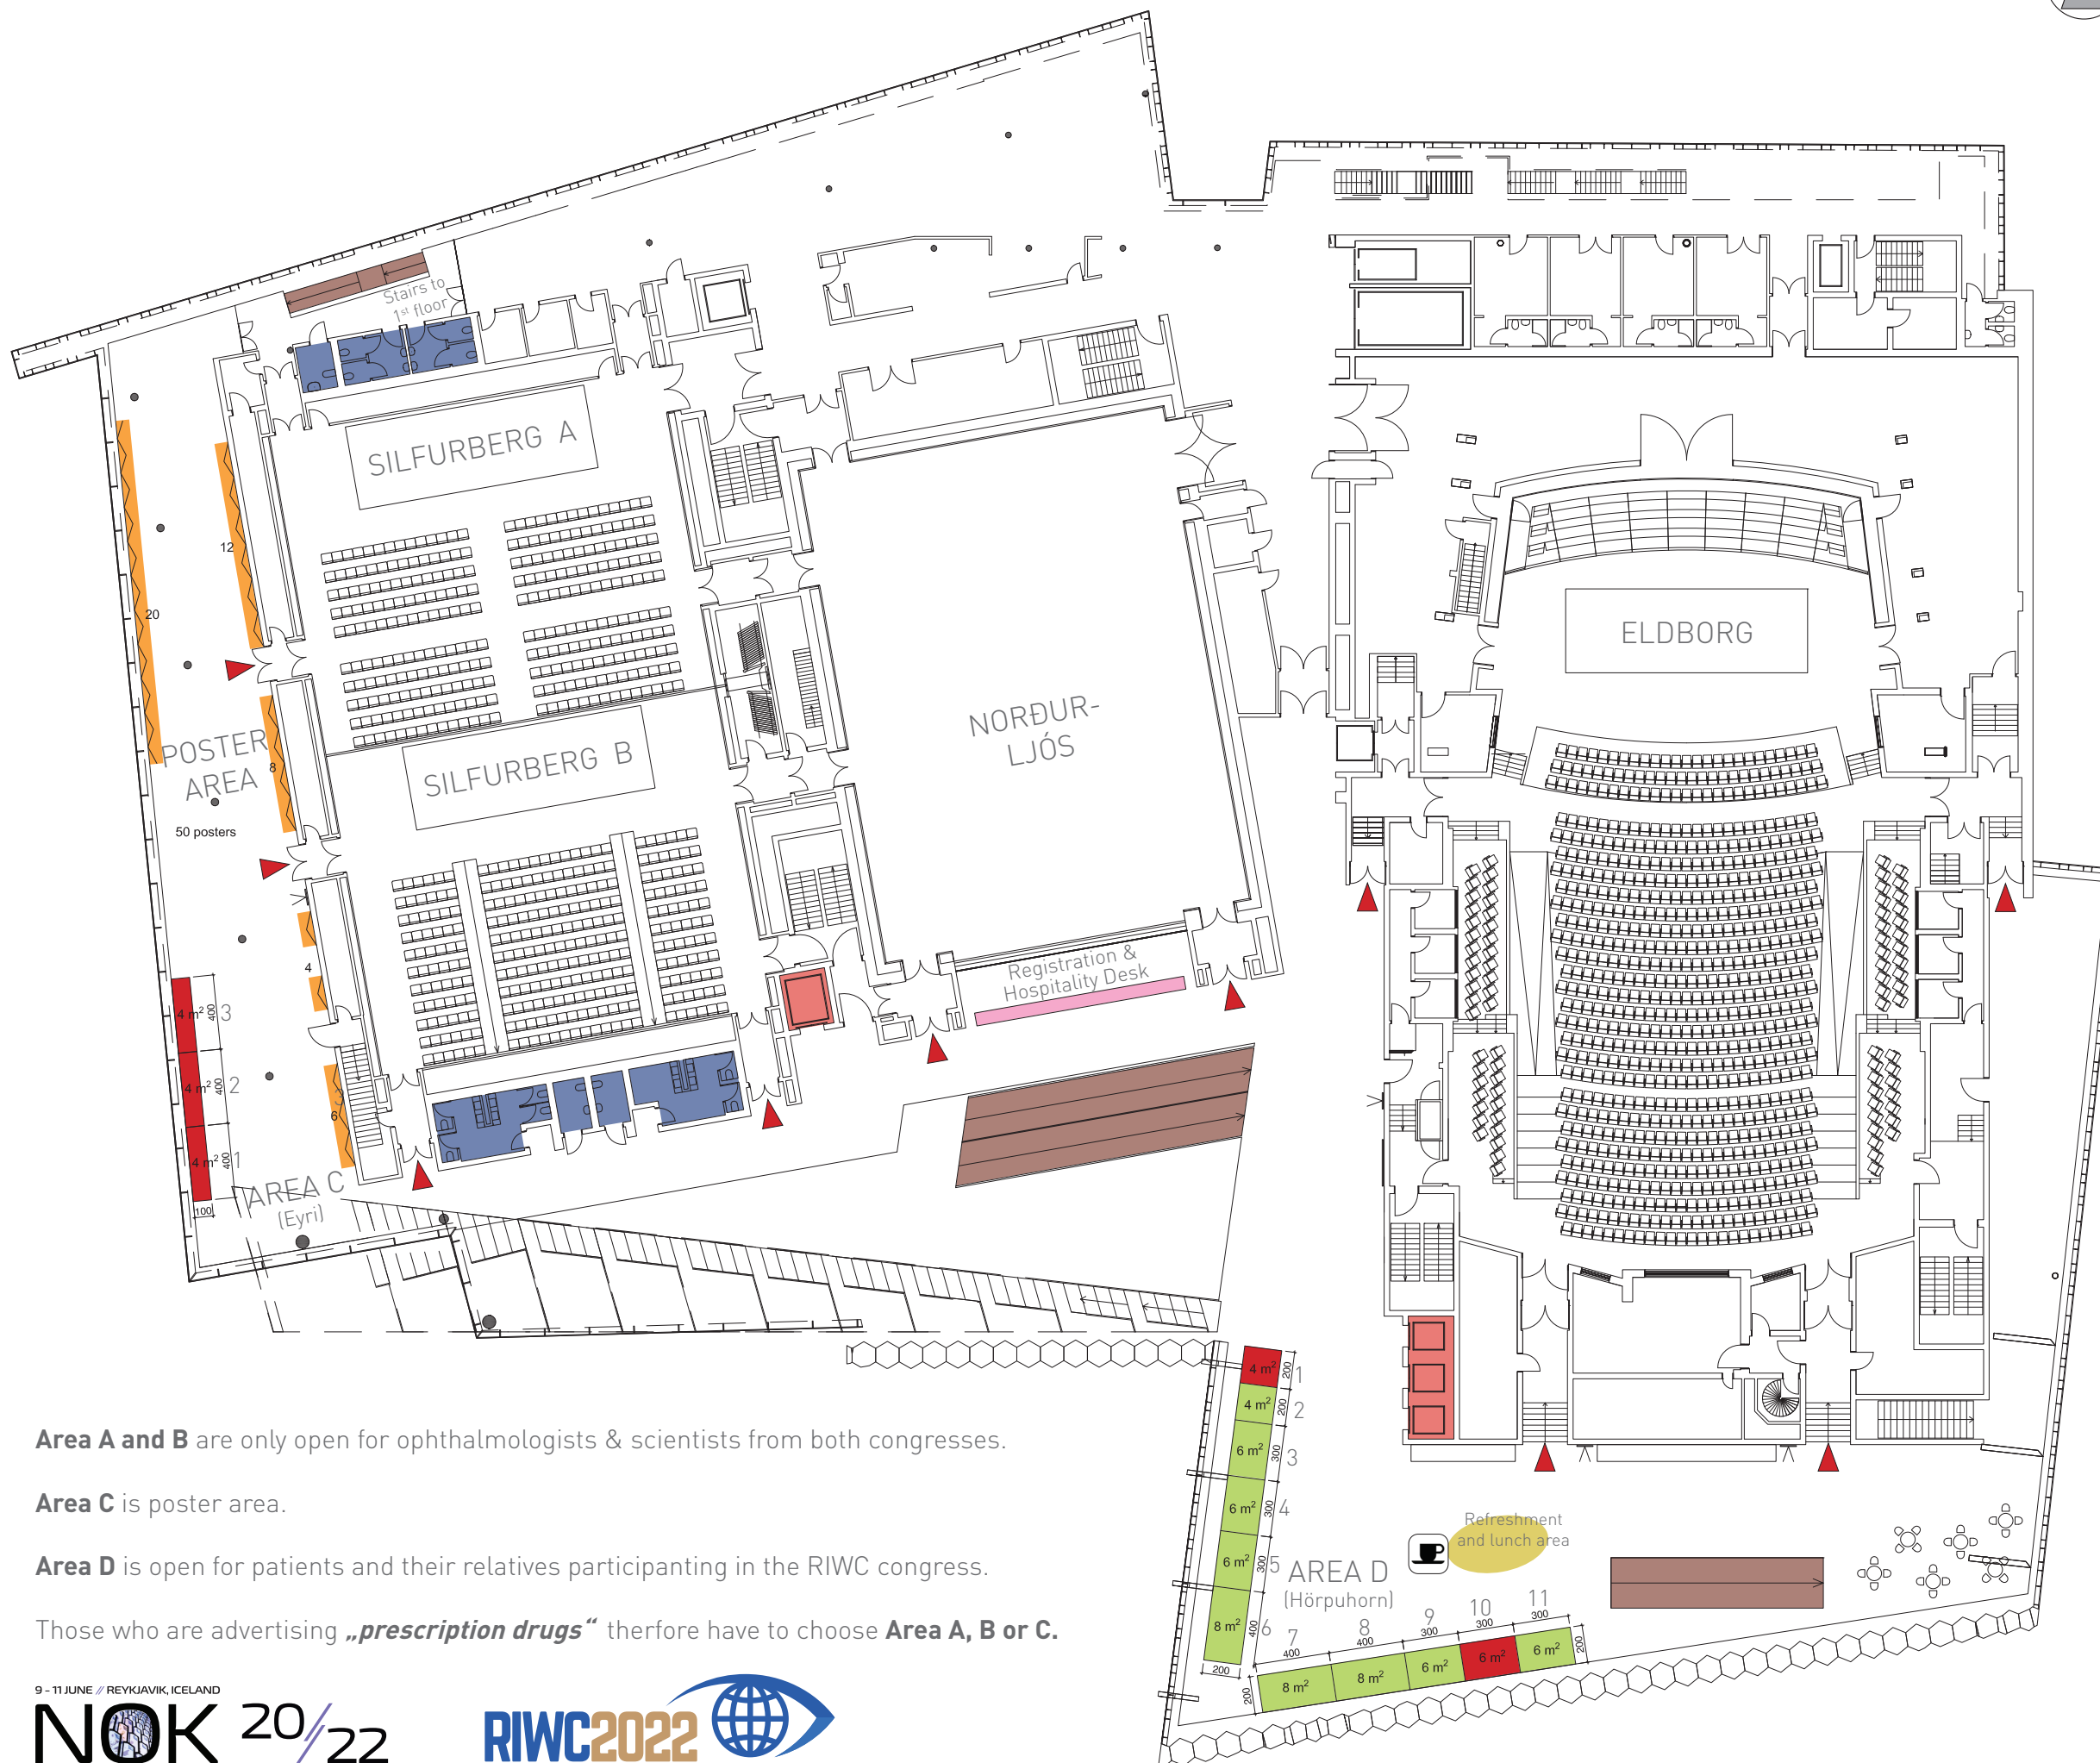 Stairs to
1st floor
SILFURBERG A
12
20
ELDBORG
NORÐUR-
LJÓS
POSTER
AREA
8
SILFURBERG B
50 posters
4
Registration &
Hospitality Desk
4 m² 400 3
4 m² 400 2
3
6
4 m² 400 1
100
AREA C
(Eyri)
4 m² 200 1
4 m² 200 2
6 m² 300 3
6 m² 300 4
6 m² 300 5
8 m² 400 6
200
AREA D
(Hörpuhorn)
Refreshment
and lunch area
7 8 9 10 11
400 400 300 300 300
200 8 m² 8 m² 6 m² 6 m² 6 m² 200
Area A and B are only open for ophthalmologists & scientists from both congresses.
Area C is poster area.
Area D is open for patients and their relatives participanting in the RIWC congress.
Those who are advertising „prescription drugs“ therfore have to choose Area A, B or C.
9 - 11 JUNE // REYKJAVIK, ICELAND
NOK 20/22
RIWC2022